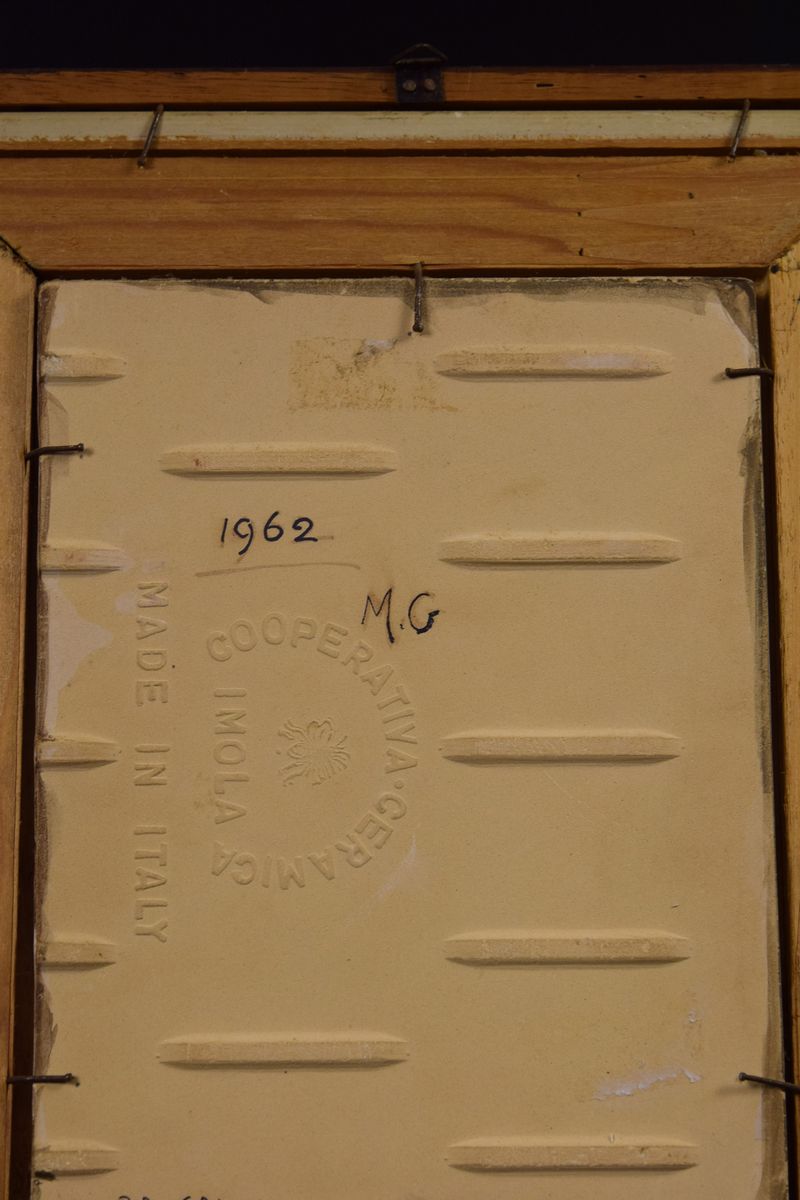 1962
M.G
COOPERATIVA·CERAMICA
IMOLA
MADE IN ITALY